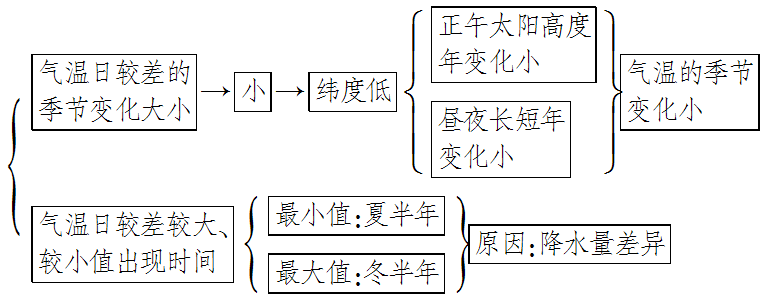 气温日较差的
季节变化大小
小
纬度低
正午太阳高度
年变化小
昼夜长短年
变化小
气温的季节
变化小
气温日较差较大、
较小值出现时间
最小值:夏半年
最大值:冬半年
原因:降水量差异